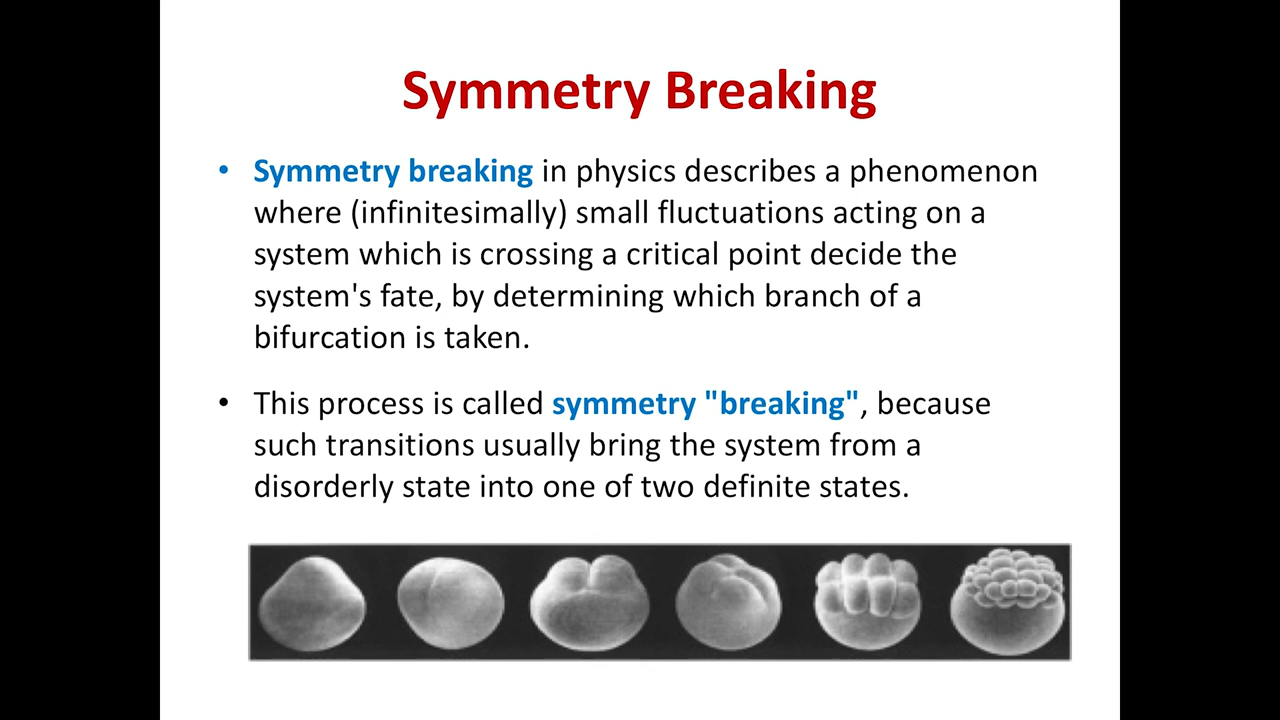 Symmetry Breaking
• Symmetry breaking in physics describes a phenomenon
where (infinitesimally) small fluctuations acting on a
system which is crossing a critical point decide the
system's fate, by determining which branch of a
bifurcation is taken.
• This process is called symmetry "breaking", because
such transitions usually bring the system from a
disorderly state into one of two definite states.